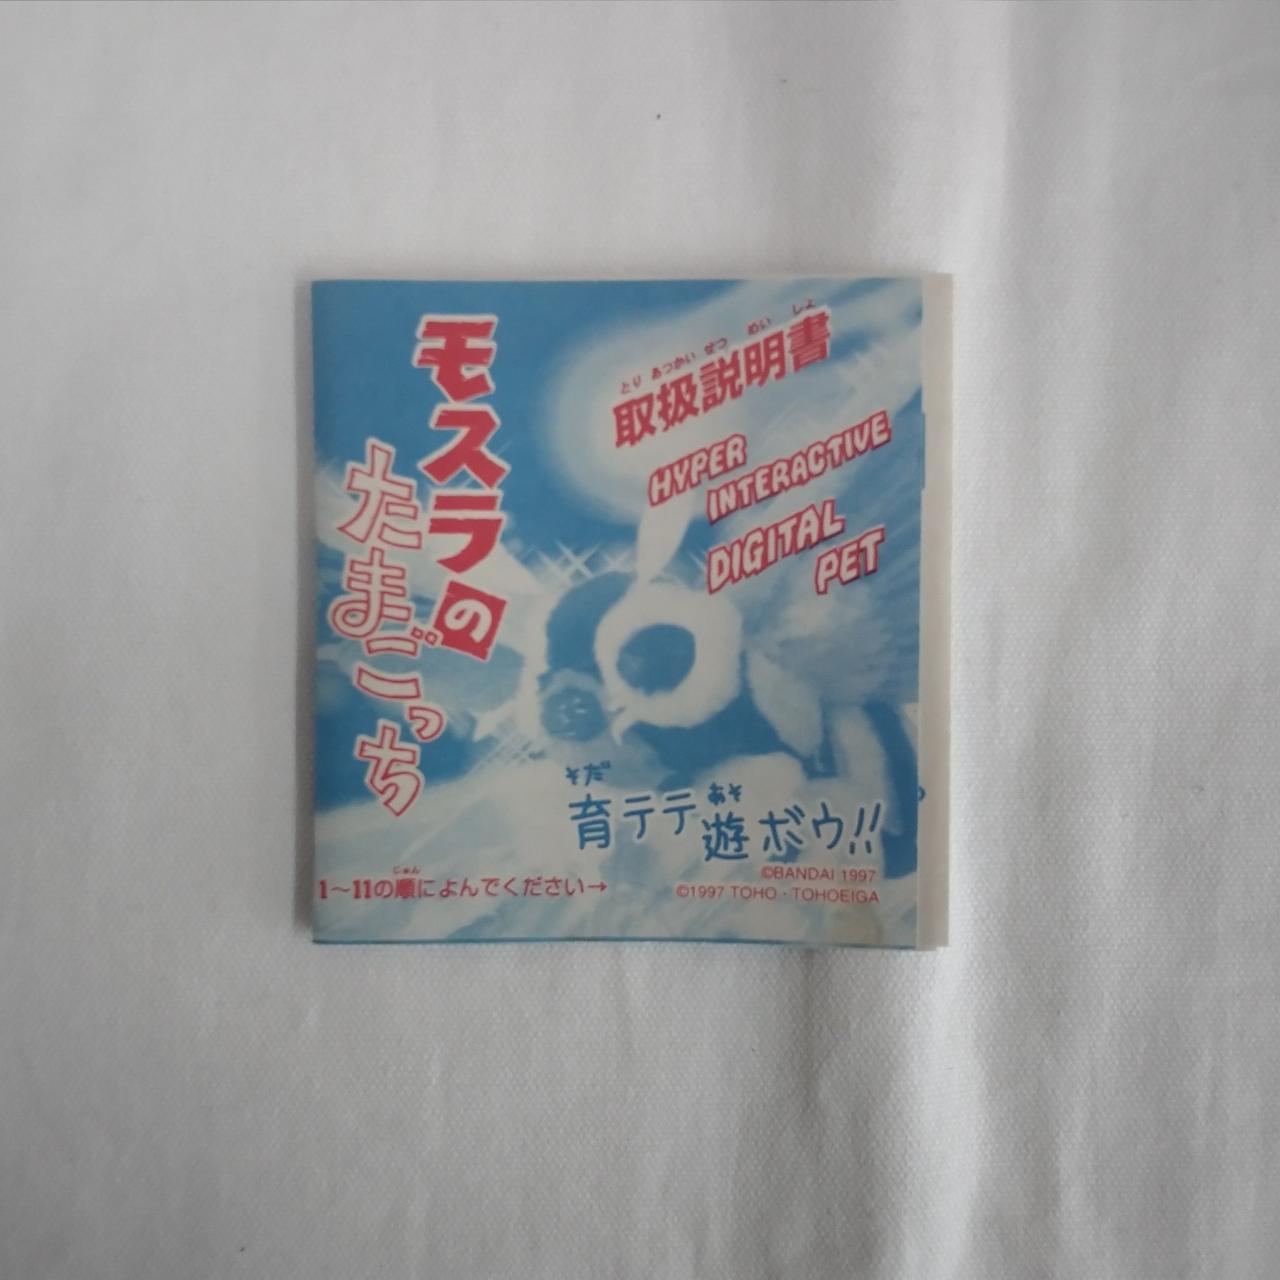 モスラの
たまごっち
とり あつかい せつ めい しょ
取扱説明書
HYPER
INTERACTIVE
DIGITAL
PET
そだ あそ
育テテ遊ボウ!!
じゅん
1〜11の順によんでください→
©BANDAI 1997
©1997 TOHO・TOHOEIGA